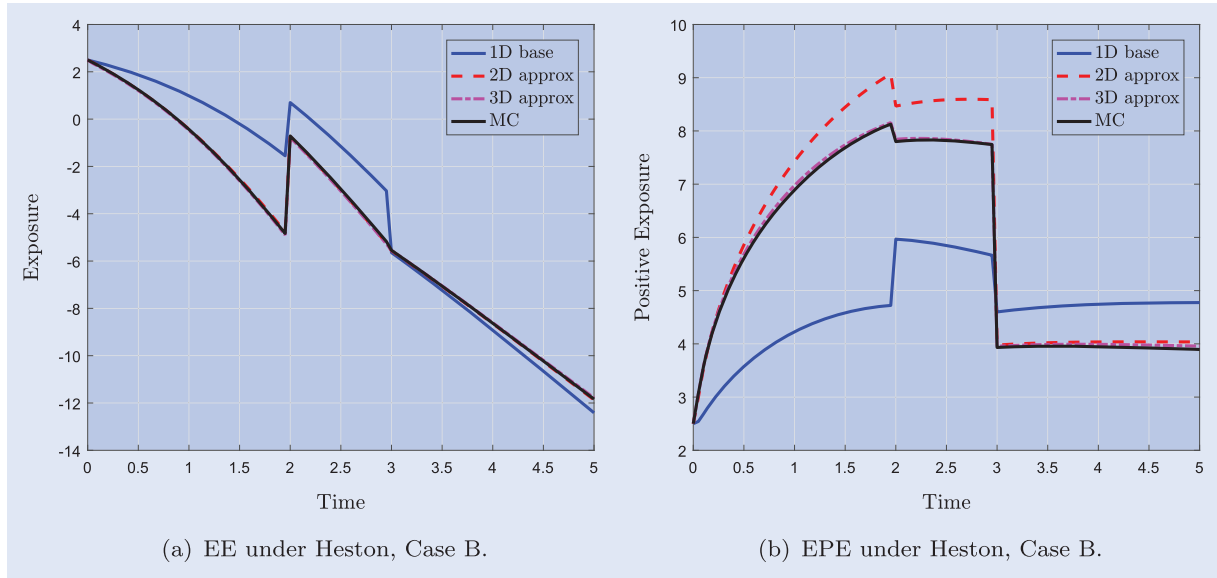 4
2
0
-2
-4
-6
-8
-10
-12
-14
Exposure
1D base
2D approx
3D approx
MC
0 0.5 1 1.5 2 2.5 3 3.5 4 4.5 5
Time
(a) EE under Heston, Case B.
10
9
8
7
6
5
4
3
2
Positive Exposure
1D base
2D approx
3D approx
MC
0 0.5 1 1.5 2 2.5 3 3.5 4 4.5 5
Time
(b) EPE under Heston, Case B.